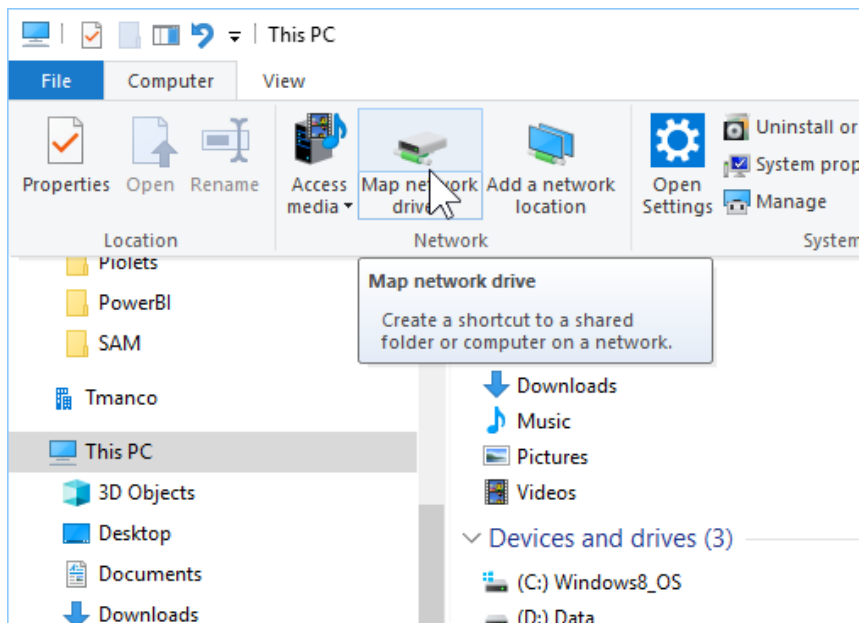 This PC
File Computer View
Properties Open Rename Access media Map network drive Add a network location Open Settings Uninstall or
System prop
Manage
Location Network System
Map network drive
Create a shortcut to a shared
folder or computer on a network.
Piolets
PowerBI
SAM
Tmanco
This PC
3D Objects
Desktop
Documents
Downloads
Downloads
Music
Pictures
Videos
Devices and drives (3)
(C:) Windows8_OS
(D:) Data